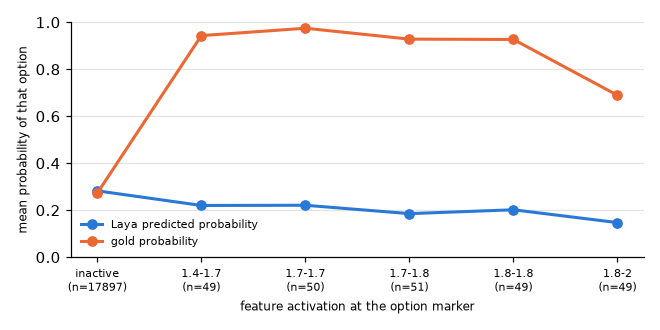 1.0
0.8
0.6
0.4
0.2
0.0
mean probability of that option
Laya predicted probability
gold probability
inactive
(n=17897)
1.4-1.7
(n=49)
1.7-1.7
(n=50)
1.7-1.8
(n=51)
1.8-1.8
(n=49)
1.8-2
(n=49)
feature activation at the option marker